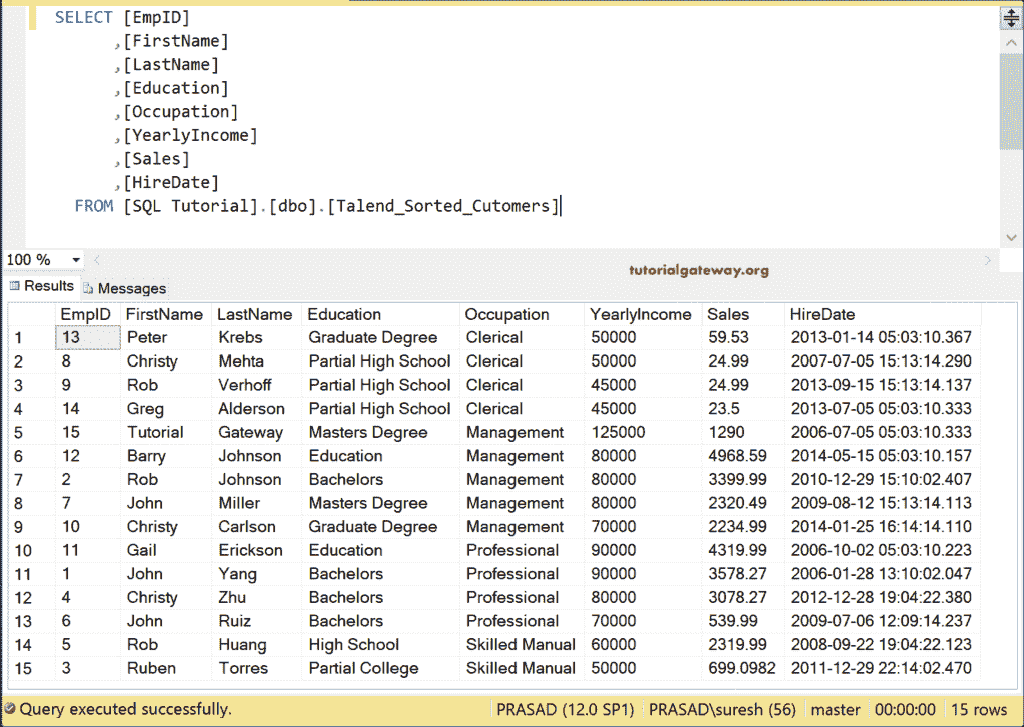 SELECT [EmpID]
,[FirstName]
,[LastName]
,[Education]
,[Occupation]
,[YearlyIncome]
,[Sales]
,[HireDate]
FROM [SQL Tutorial].[dbo].[Talend_Sorted_Cutomers]
100 %
tutorialgateway.org
Results Messages
EmpID FirstName LastName Education Occupation YearlyIncome Sales HireDate
1 13 Peter Krebs Graduate Degree Clerical 50000 59.53 2013-01-14 05:03:10.367
2 8 Christy Mehta Partial High School Clerical 50000 24.99 2007-07-05 15:13:14.290
3 9 Rob Verhoff Partial High School Clerical 45000 24.99 2013-09-15 15:13:14.137
4 14 Greg Alderson Partial High School Clerical 45000 23.5 2013-07-05 05:03:10.333
5 15 Tutorial Gateway Masters Degree Management 125000 1290 2006-07-05 05:03:10.333
6 12 Barry Johnson Education Management 80000 4968.59 2014-05-15 05:03:10.157
7 2 Rob Johnson Bachelors Management 80000 3399.99 2010-12-29 15:10:02.407
8 7 John Miller Masters Degree Management 80000 2320.49 2009-08-12 15:13:14.113
9 10 Christy Carlson Graduate Degree Management 70000 2234.99 2014-01-25 16:14:14.110
10 11 Gail Erickson Education Professional 90000 4319.99 2006-10-02 05:03:10.223
11 1 John Yang Bachelors Professional 90000 3578.27 2006-01-28 13:10:02.047
12 4 Christy Zhu Bachelors Professional 80000 3078.27 2012-12-28 19:04:22.380
13 6 John Ruiz Bachelors Professional 70000 539.99 2009-07-06 12:09:14.237
14 5 Rob Huang High School Skilled Manual 60000 2319.99 2008-09-22 19:04:22.123
15 3 Ruben Torres Partial College Skilled Manual 50000 699.0982 2011-12-29 22:14:02.470
Query executed successfully. PRASAD (12.0 SP1) PRASAD\suresh (56) master 00:00:00 15 rows